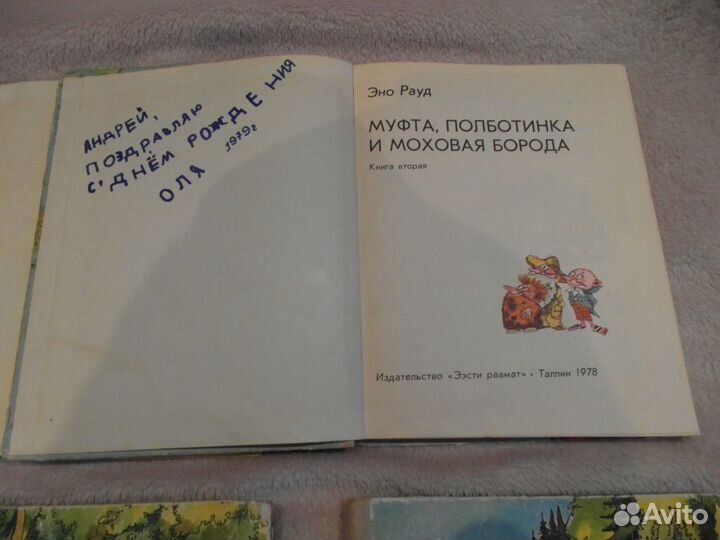 АНДРЕЙ,
ПОЗДРАВЛАЮ
С' ДНЁМ РОЖДЕНИЯ
ОЛЯ 1979г
Эно Рауд
МУФТА, ПОЛБОТИНКА
И МОХОВАЯ БОРОДА
Книга вторая
Издательство «Ээсти раамат» • Таллин 1978
Avito